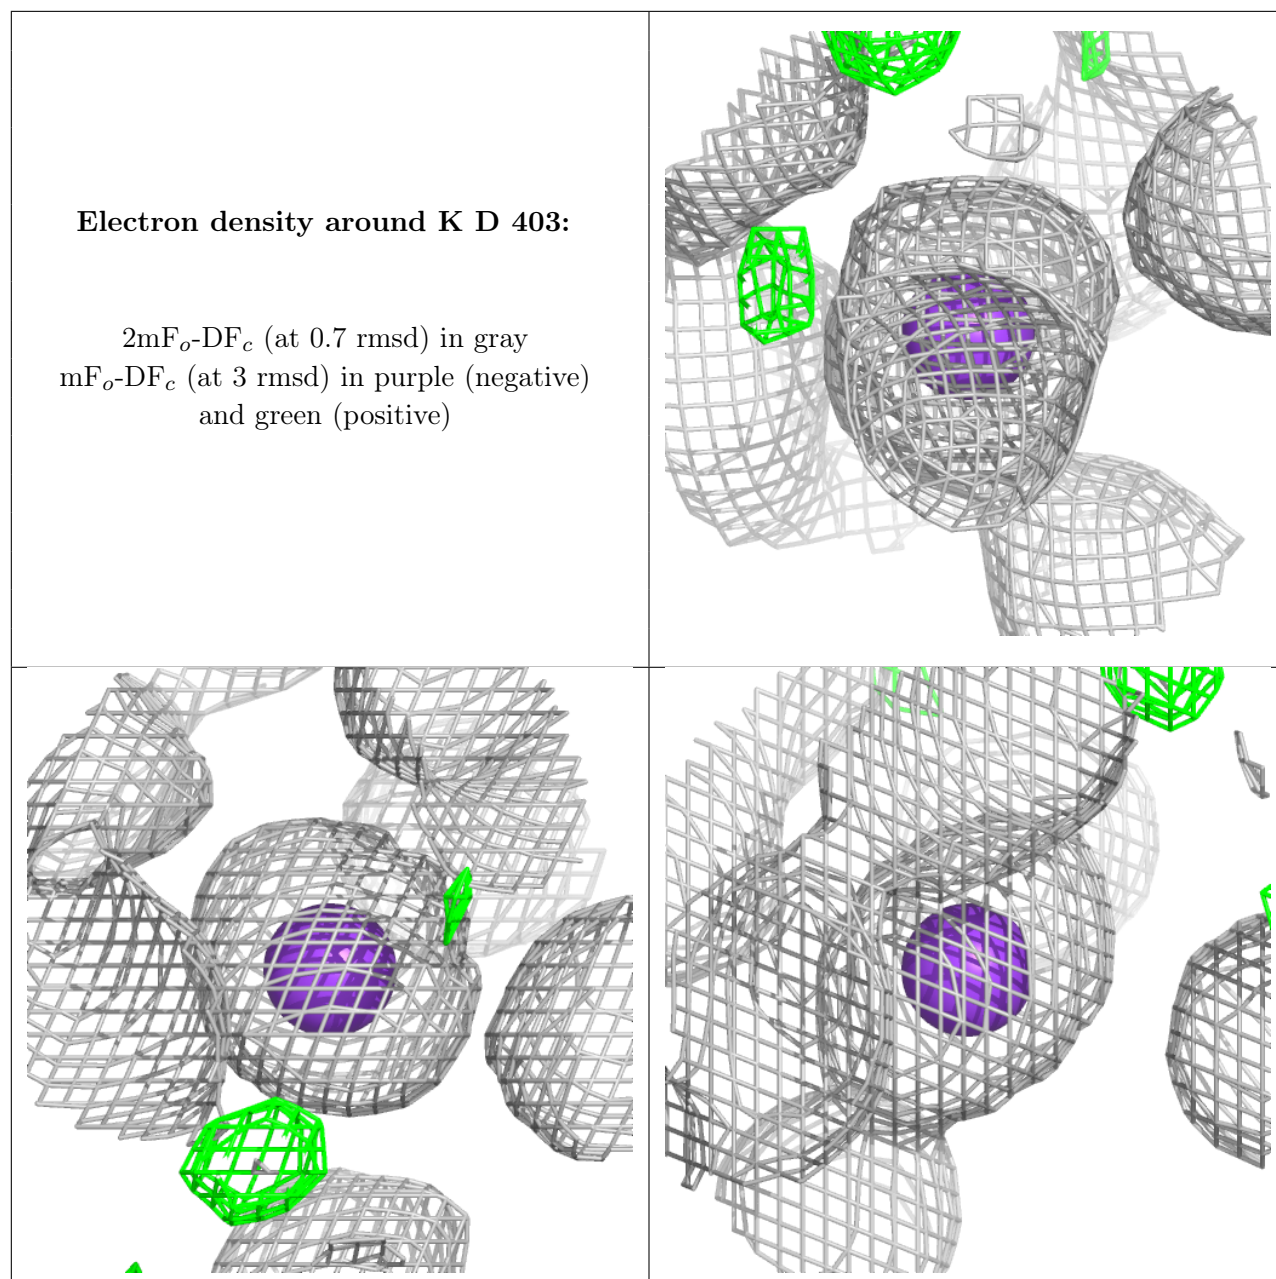 Electron density around K D 403:
2mFo-DFc (at 0.7 rmsd) in gray
mFo-DFc (at 3 rmsd) in purple (negative)
and green (positive)